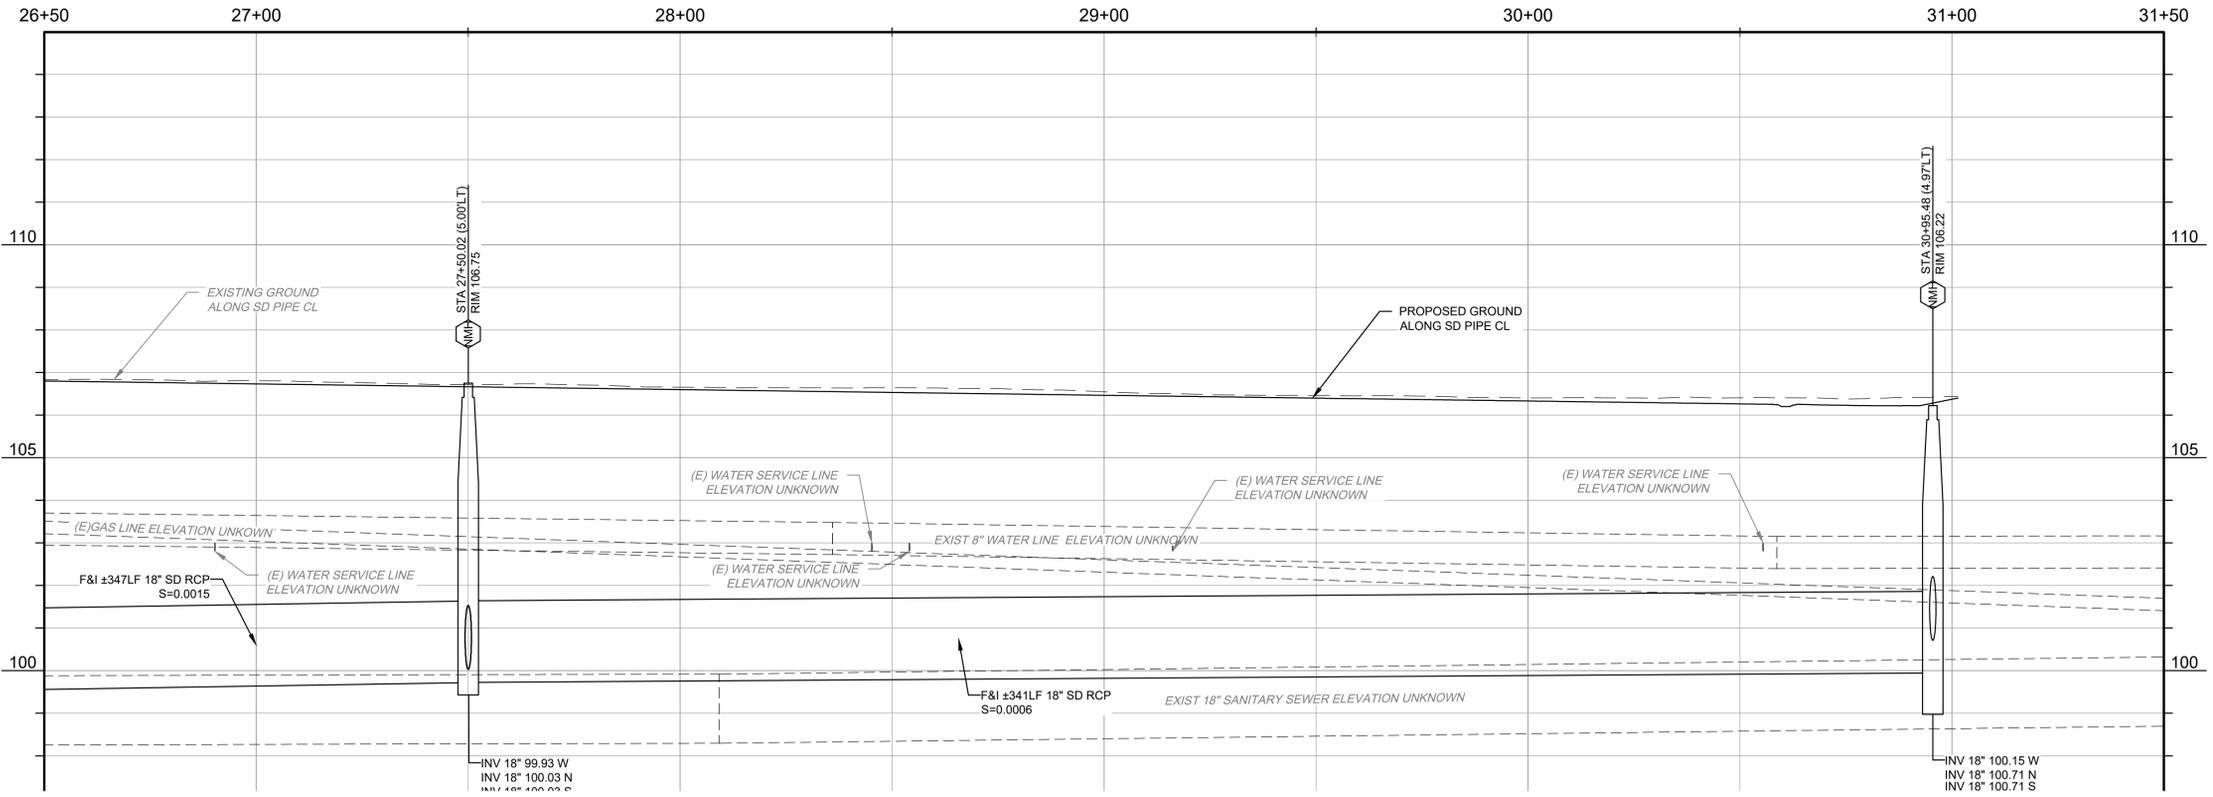 26+50
27+00
28+00
29+00
30+00
31+00
31+50
STA 27+50.02 (5.00'LT)
RIM 106.75
STA 30+95.48 (4.97'LT)
RIM 106.22
110
110
EXISTING GROUND
ALONG SD PIPE CL
NMH
NMH
PROPOSED GROUND
ALONG SD PIPE CL
105
105
(E) WATER SERVICE LINE
ELEVATION UNKNOWN
(E) WATER SERVICE LINE
ELEVATION UNKNOWN
(E) WATER SERVICE LINE
ELEVATION UNKNOWN
(E)GAS LINE ELEVATION UNKOWN
EXIST 8" WATER LINE ELEVATION UNKNOWN
(E) WATER SERVICE LINE
ELEVATION UNKNOWN
(E) WATER SERVICE LINE
ELEVATION UNKNOWN
F&I ±347LF 18" SD RCP
S=0.0015
100
100
F&I ±341LF 18" SD RCP
S=0.0006
EXIST 18" SANITARY SEWER ELEVATION UNKNOWN
INV 18" 99.93 W
INV 18" 100.03 N
INV 18" 100.03 S
INV 18" 100.15 W
INV 18" 100.71 N
INV 18" 100.71 S